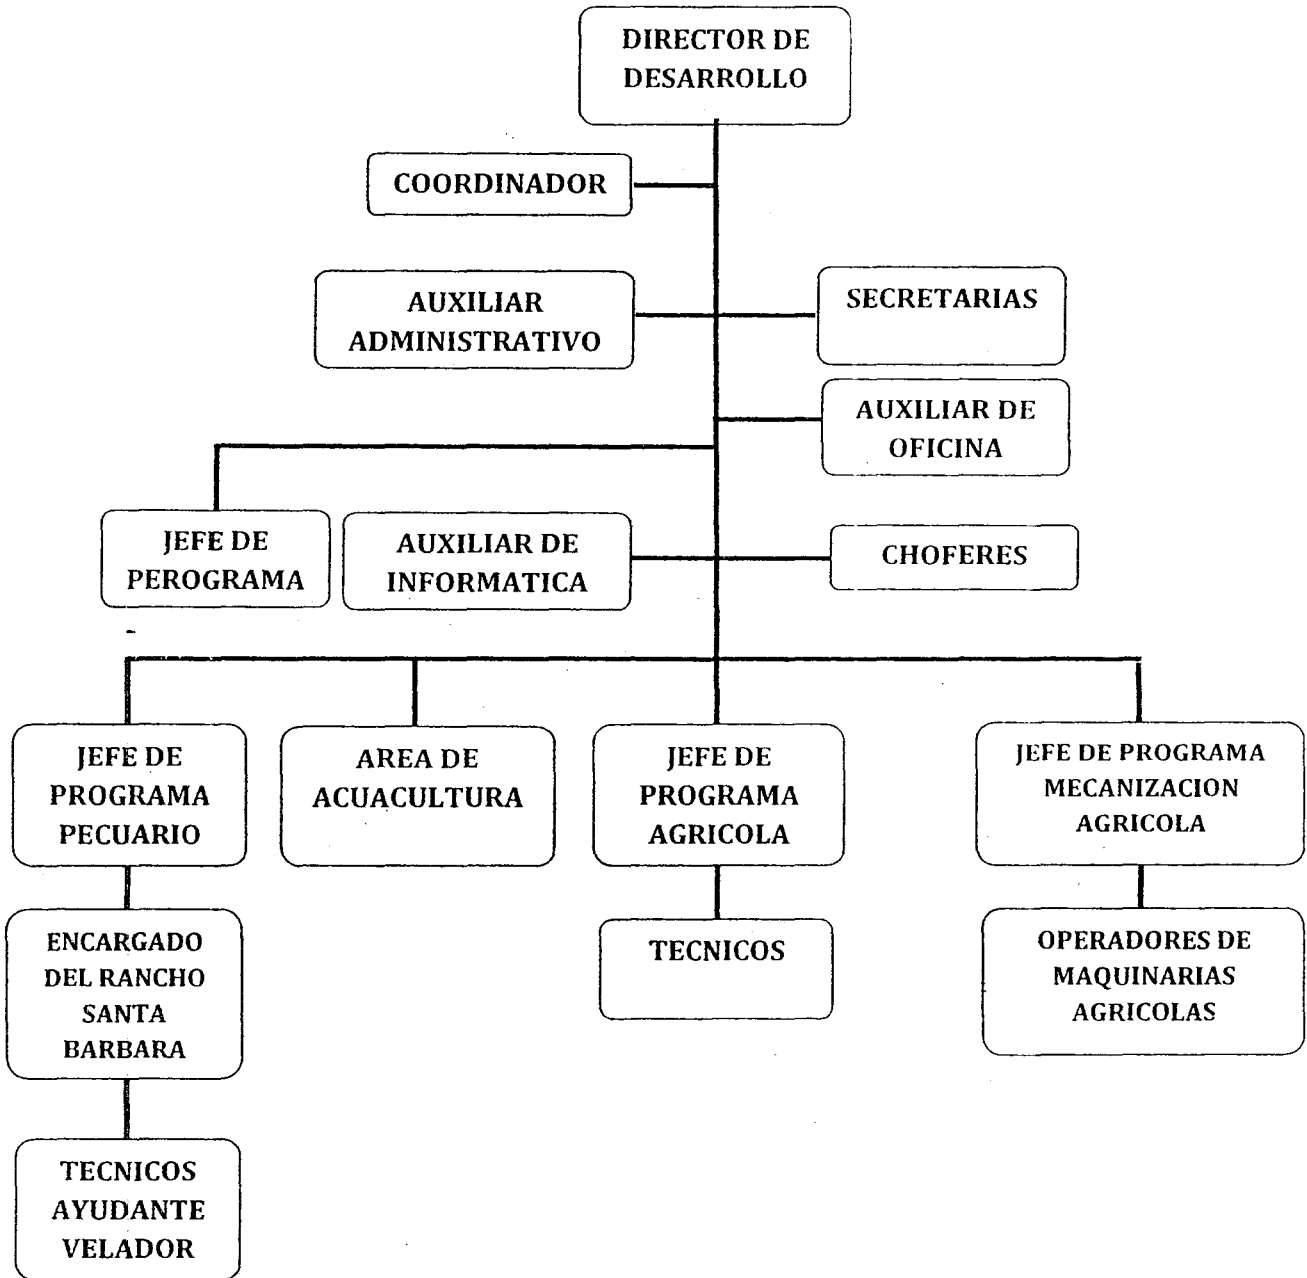 DIRECTOR DE
DESARROLLO
COORDINADOR
AUXILIAR
ADMINISTRATIVO
SECRETARIAS
AUXILIAR DE
OFICINA
JEFE DE
PEROGRAMA
AUXILIAR DE
INFORMATICA
CHOFERES
JEFE DE
PROGRAMA
PECUARIO
AREA DE
ACUACULTURA
JEFE DE
PROGRAMA
AGRICOLA
JEFE DE PROGRAMA
MECANIZACION
AGRICOLA
ENCARGADO
DEL RANCHO
SANTA
BARBARA
TECNICOS
OPERADORES DE
MAQUINARIAS
AGRICOLAS
TECNICOS
AYUDANTE
VELADOR